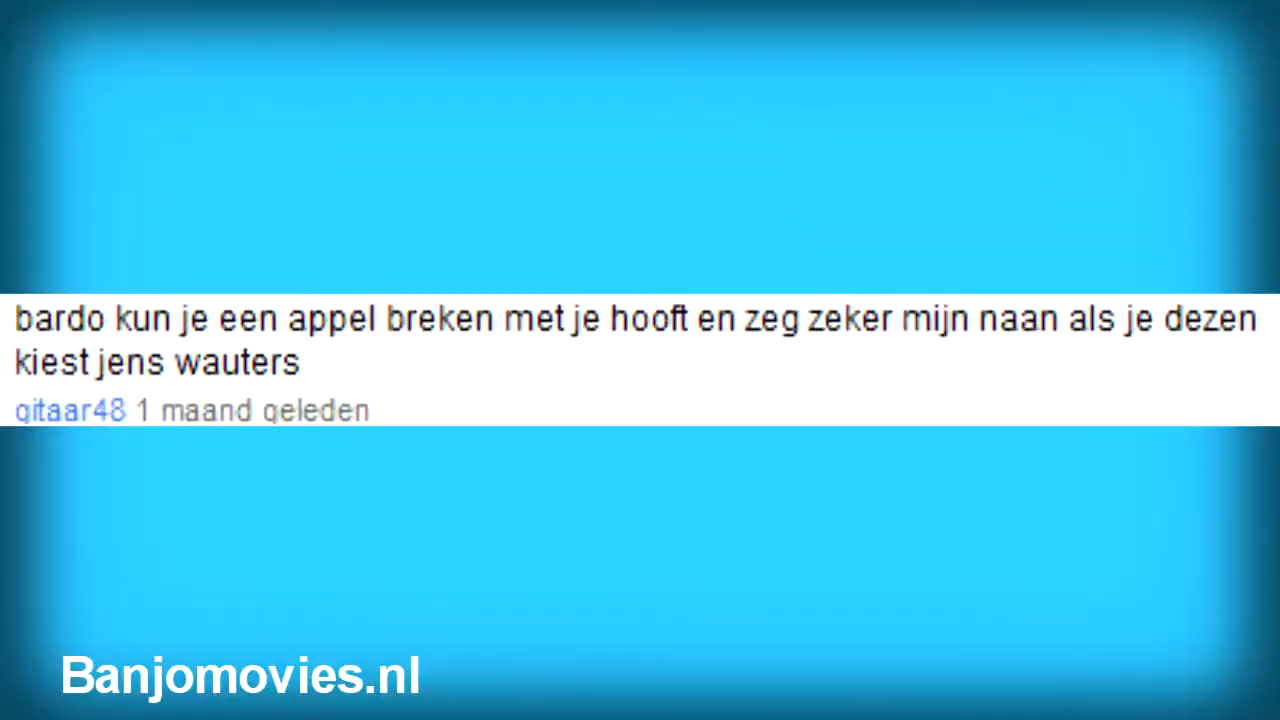 bardo kun je een appel breken met je hooft en zeg zeker mijn naan als je dezen
kiest jens wauters
gitaar48 1 maand geleden
Banjomovies.nl